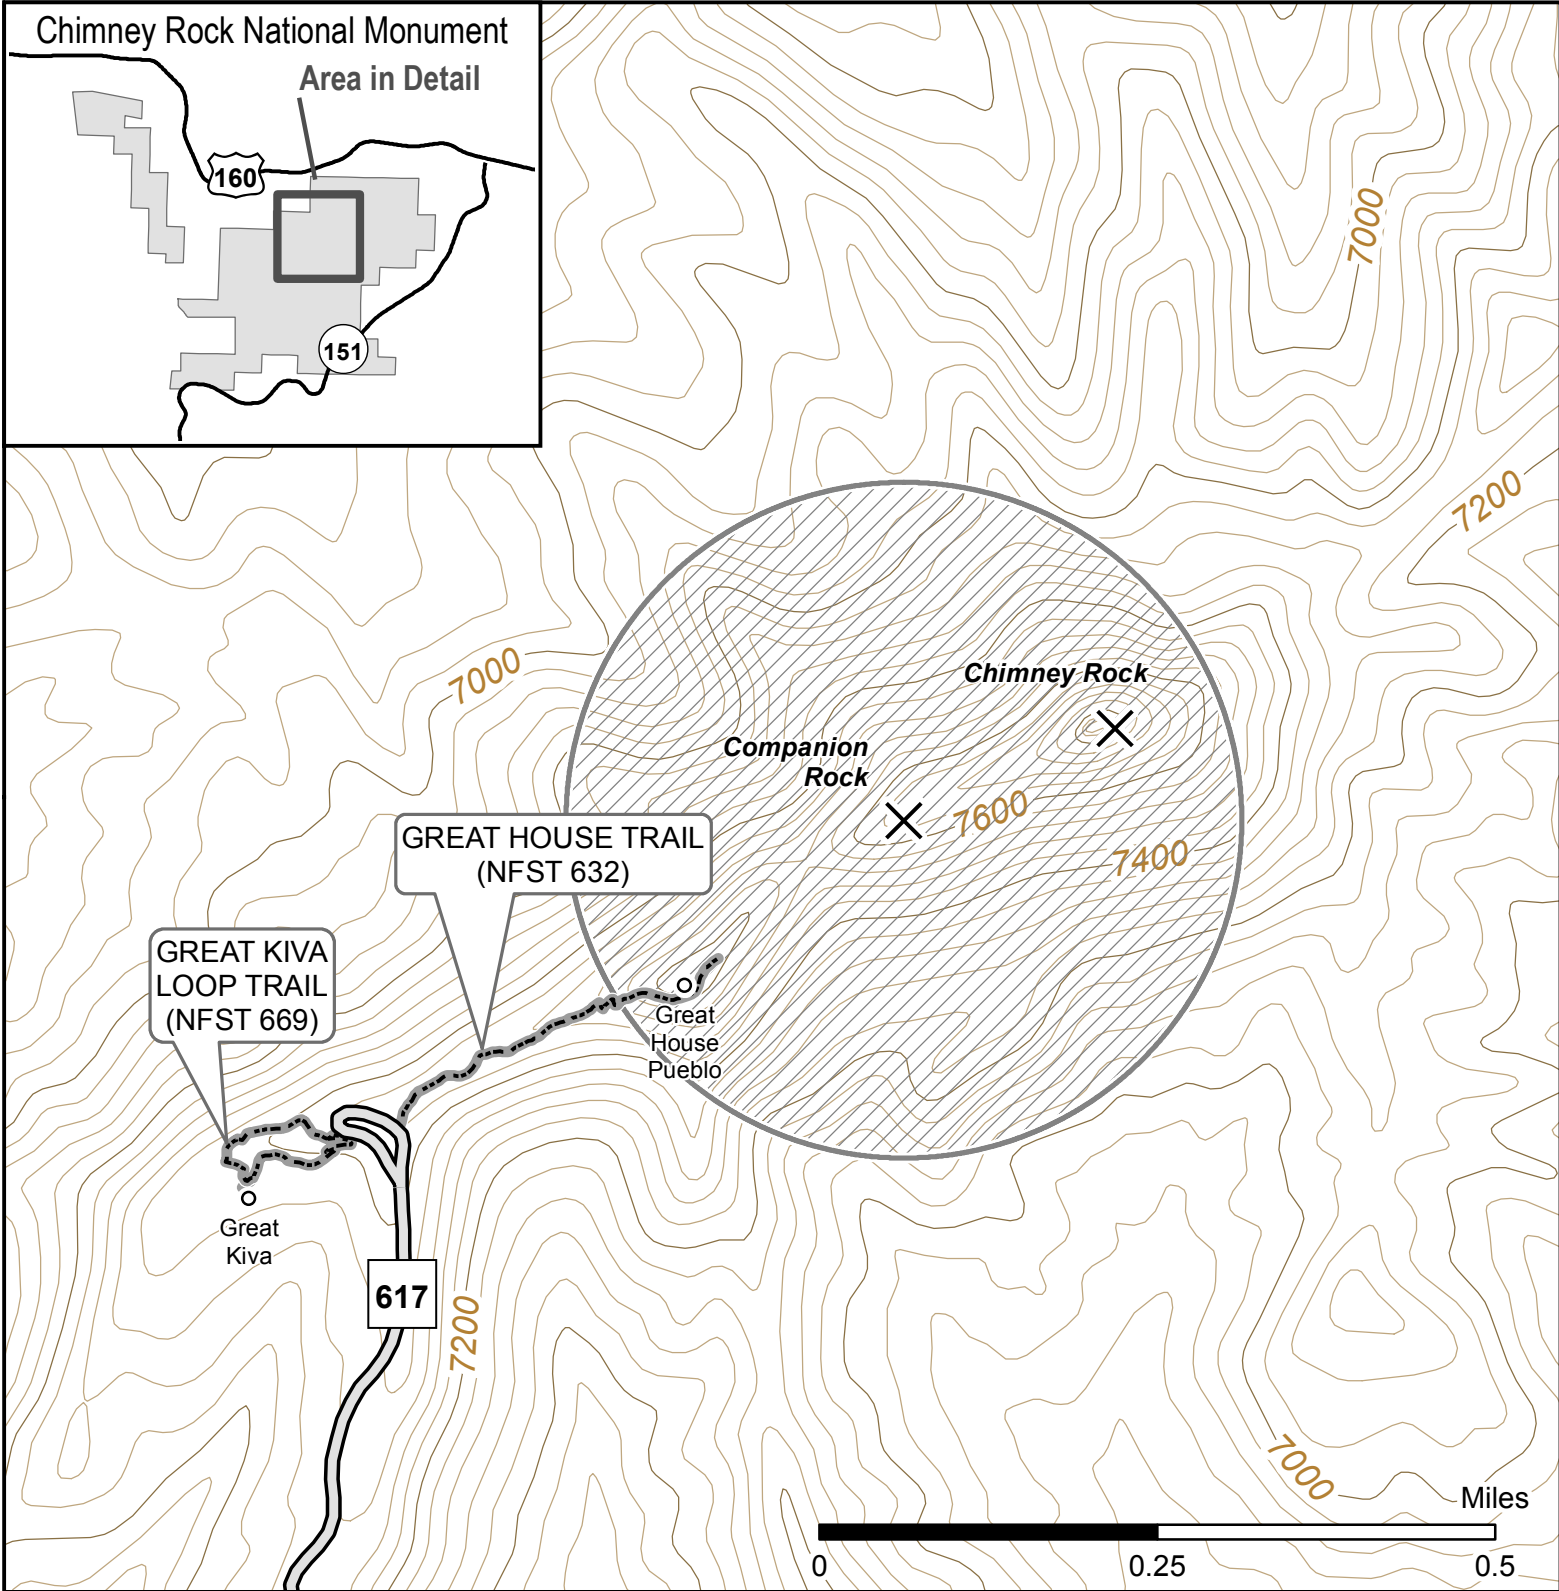 Chimney Rock National Monument
Area in Detail
160
151
7000
7200
7000
Chimney Rock
Companion
Rock
7600
7400
GREAT HOUSE TRAIL
(NFST 632)
GREAT KIVA
LOOP TRAIL
(NFST 669)
Great
House
Pueblo
Great
Kiva
617
7200
7000
Miles
0
0.25
0.5